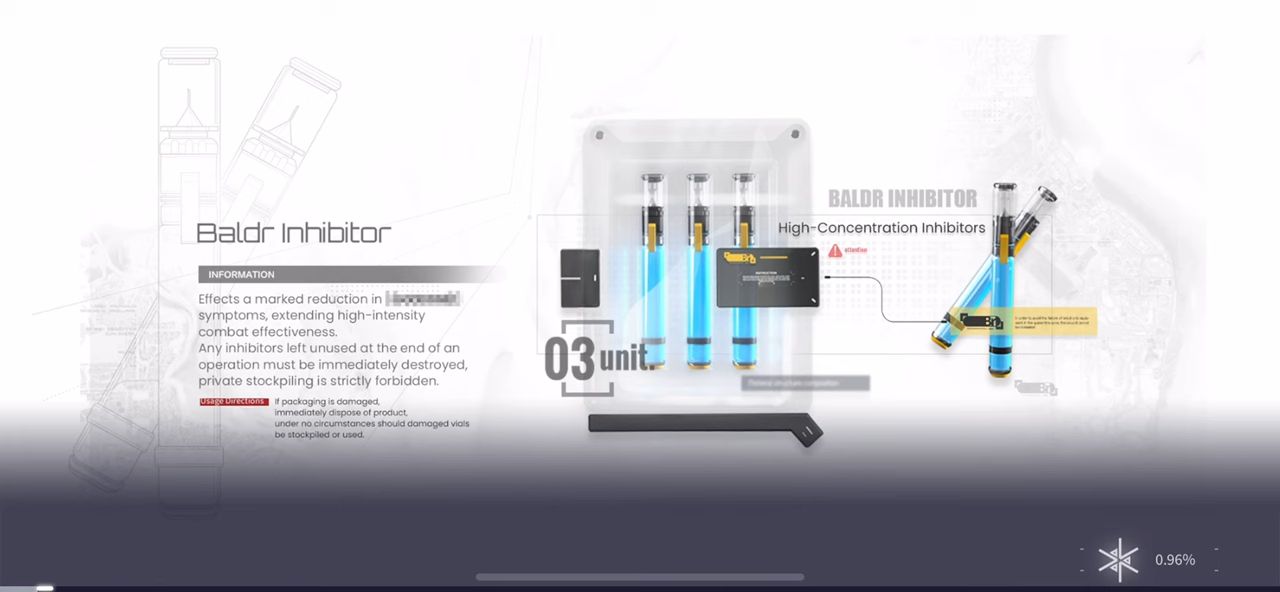 Baldr Inhibitor
INFORMATION
Effects a marked reduction in
symptoms, extending high-intensity
combat effectiveness.
Any inhibitors left unused at the end of an
operation must be immediately destroyed,
private stockpiling is strictly forbidden.
Usage Directions
If packaging is damaged,
immediately dispose of product,
under no circumstances should damaged vials
be stockpiled or used.
03 unit.
BALDR INHIBITOR
High-Concentration Inhibitors
attention
INSTRUCTION
0.96%